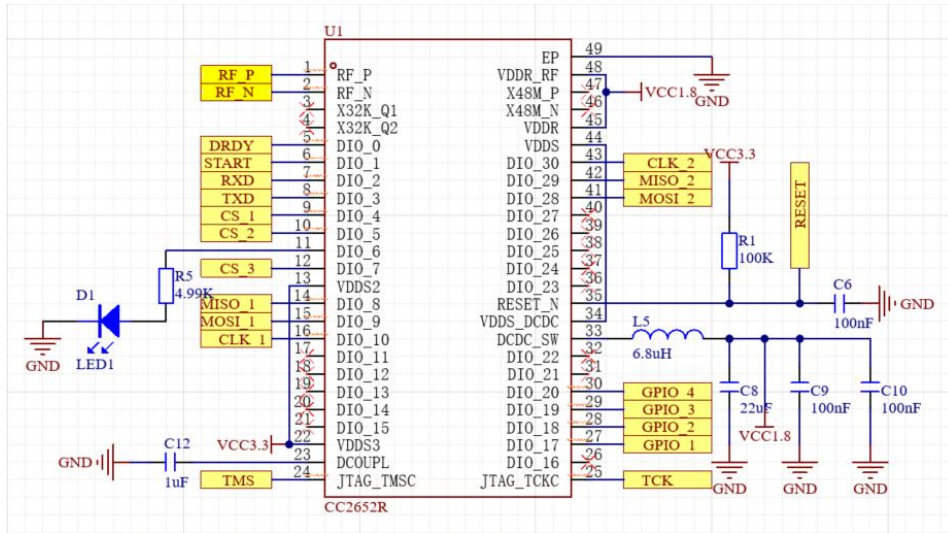 U1
EP 49
RF_P 1 RF_P VDDR_RF 48
RF_N 2 RF_N X48M_P 47 VCC1.8 GND
3 X32K_Q1 X48M_N 46
4 X32K_Q2 VDDR 45
DRDY 5 DIO_0 VDDS 44
START 6 DIO_1 DIO_30 43 CLK_2 VCC3.3
RXD 7 DIO_2 DIO_29 42 MISO_2
TXD 8 DIO_3 DIO_28 41 MOSI_2
CS_1 9 DIO_4 DIO_27 40 RESET
CS_2 10 DIO_5 DIO_26 39
11 DIO_6 DIO_25 38 R1
CS_3 12 DIO_7 DIO_24 37 100K
R5 13 VDDS2 DIO_23 36 C6
4.99K
D1 MISO_1 14 DIO_8 RESET_N 35 GND
MOSI_1 15 DIO_9 VDDS_DCDC 34 100nF
CLK_1 16 DIO_10 DCDC_SW 33 L5
GND LED1 17 DIO_11 DIO_22 32 6.8uH
18 DIO_12 DIO_21 31
19 DIO_13 DIO_20 30 GPIO_4 C8 C9 C10
20 DIO_14 DIO_19 29 GPIO_3 22uF 100nF 100nF
21 DIO_15 DIO_18 28 GPIO_2 VCC1.8
C12 VCC3.3 22 VDDS3 DIO_17 27 GPIO_1
GND 23 DCOUPL DIO_16 26
1uF TMS 24 JTAG_TMSC JTAG_TCKC 25 TCK GND GND GND
CC2652R